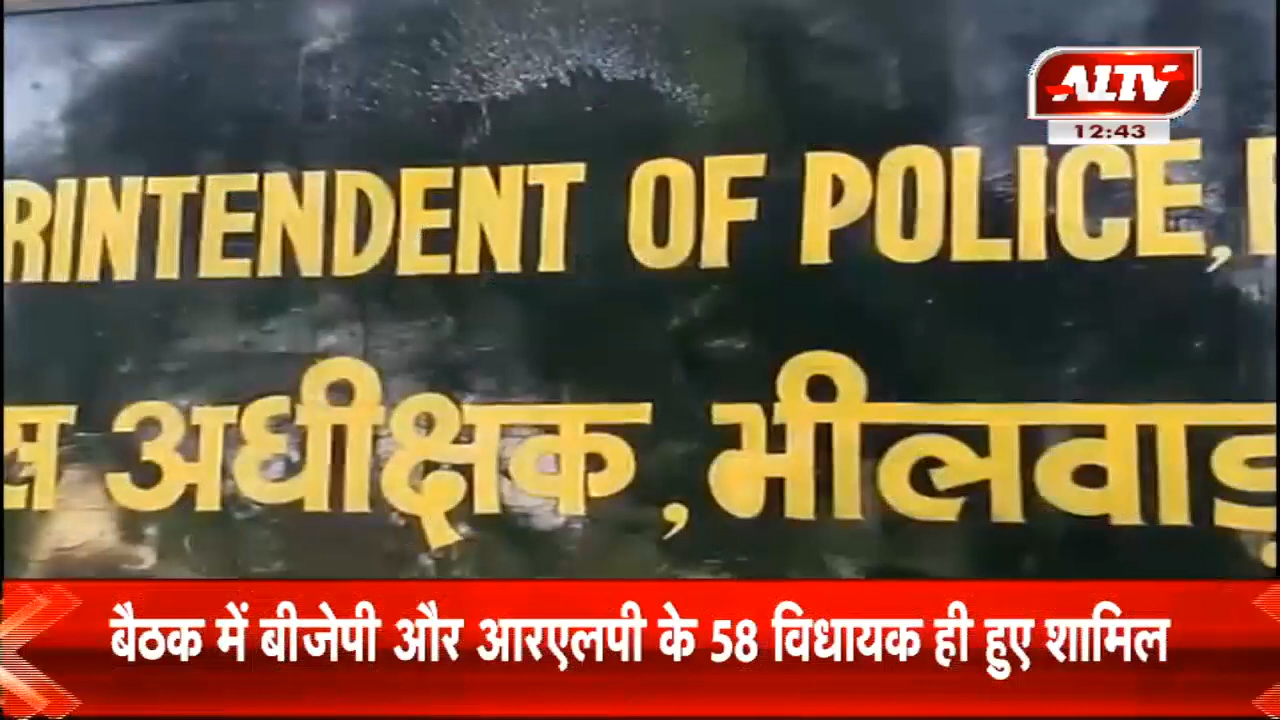 ALTV
12:43
RINTENDENT OF POLICE,
अधीक्षक, भीलवाड़
बैठक में बीजेपी और आरएलपी के 58 विधायक ही हुए शामिल